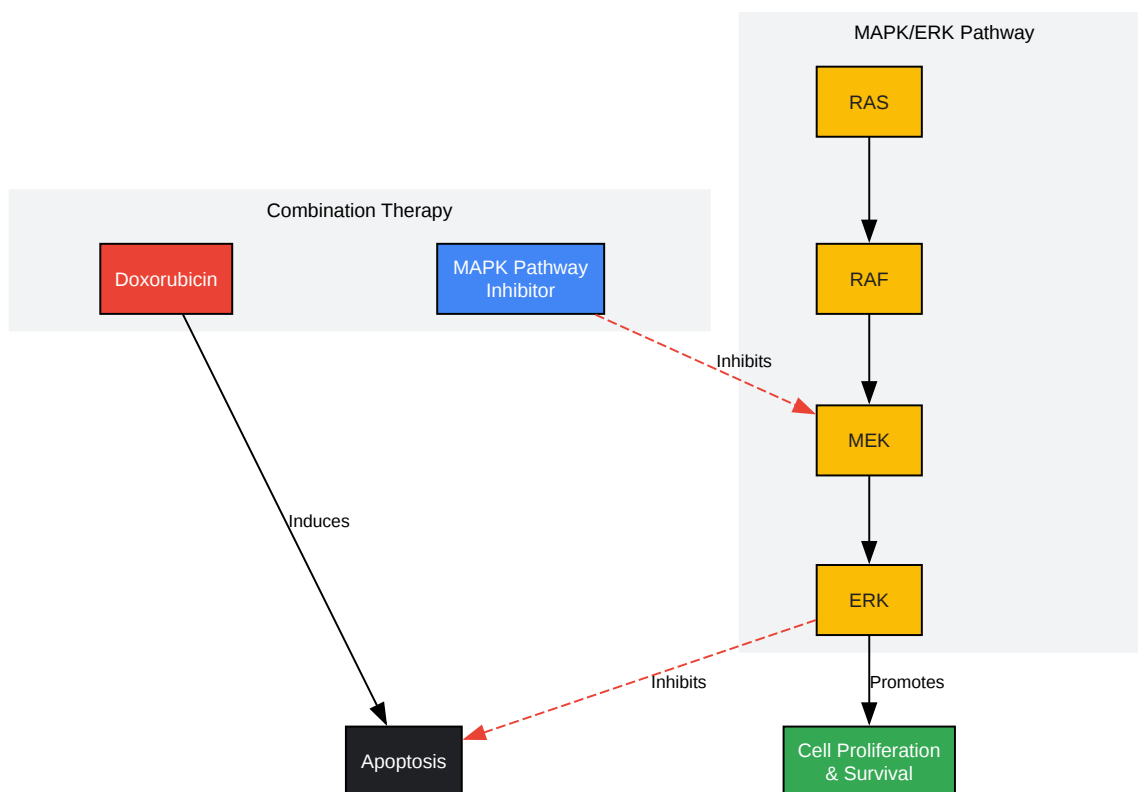 MAPK/ERK Pathway
RAS
Combination Therapy
Doxorubicin
MAPK Pathway
Inhibitor
RAF
Inhibits
MEK
Induces
ERK
Inhibits
Promotes
Apoptosis
Cell Proliferation
& Survival